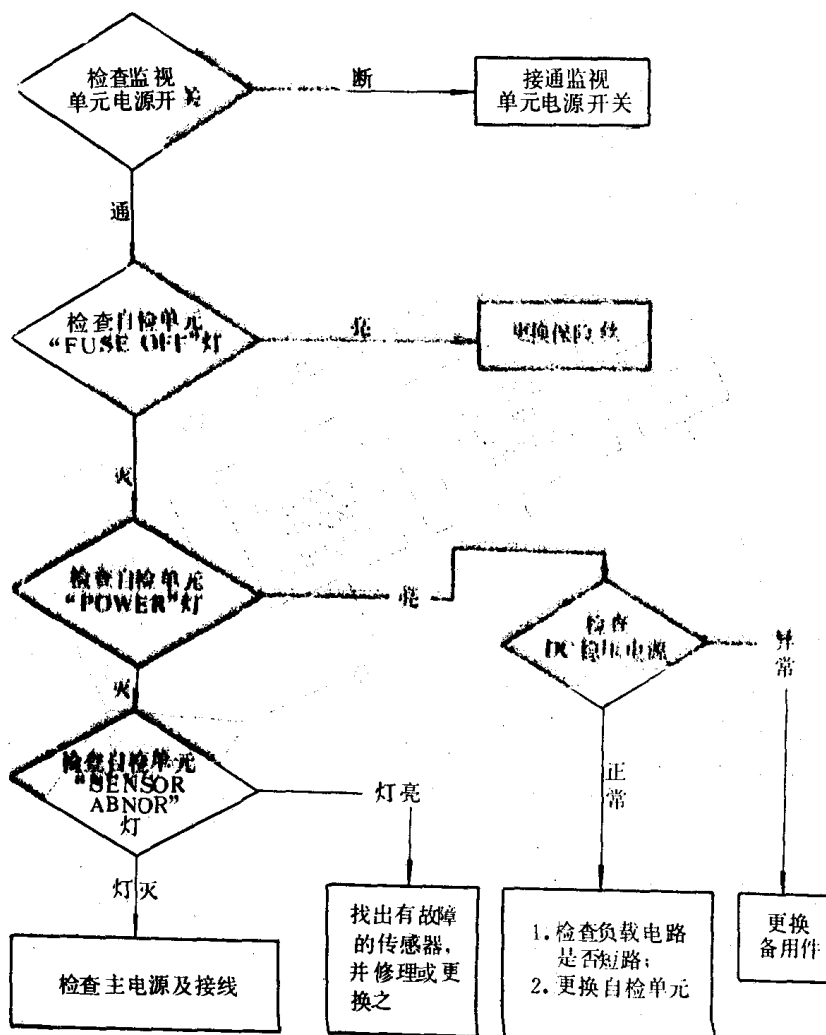 检查监视
单元电源开关
断
接通监视
单元电源开关
通
检查自检单元
“FUSE OFF”灯
亮
更换保险丝
灭
检查自检单元
“POWER”灯
亮
检查
DC稳压电源
异
常
灭
检查自检单元
“SENSOR
ABNOR”
灯
灯亮
正
常
灯灭
检查主电源及接线
找出有故障
的传感器，
并修理或更
换之
1. 检查负载电路
是否短路；
2. 更换自检单元
更换
备用件